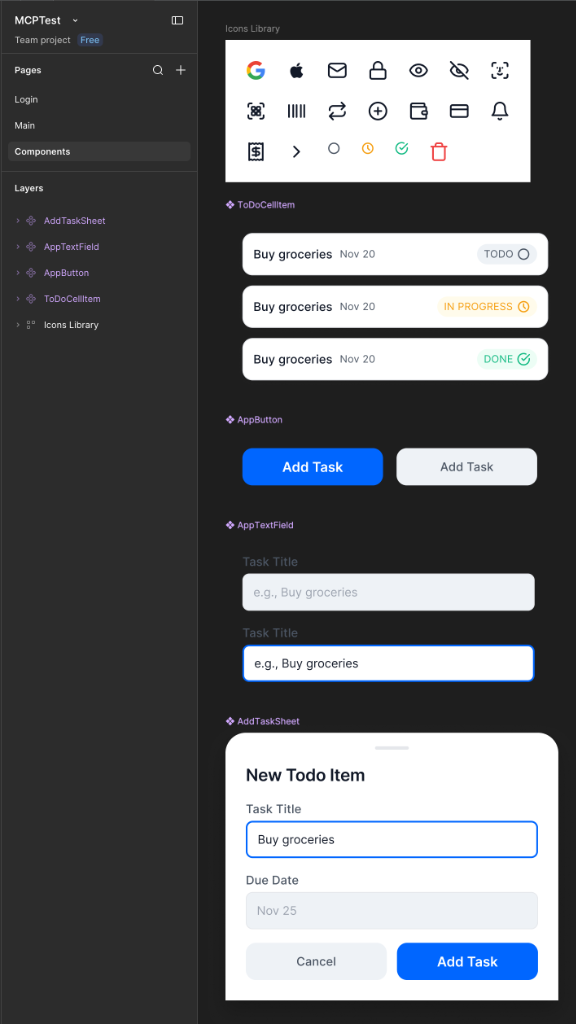 MCPTest
Team project Free
Pages
Login
Main
Components
Layers
AddTaskSheet
AppTextField
AppButton
ToDoCellItem
Icons Library
Icons Library
ToDoCellItem
Buy groceries Nov 20 TODO
Buy groceries Nov 20 IN PROGRESS
Buy groceries Nov 20 DONE
AppButton
Add Task Add Task
AppTextField
Task Title
e.g., Buy groceries
Task Title
e.g., Buy groceries
AddTaskSheet
New Todo Item
Task Title
Buy groceries
Due Date
Nov 25
Cancel Add Task